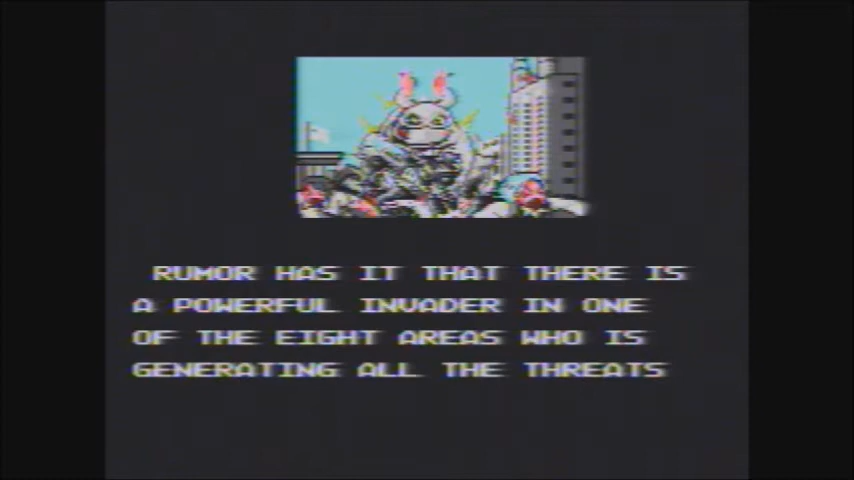 RUMOR HAS IT THAT THERE IS
A POWERFUL INVADER IN ONE
OF THE EIGHT AREAS WHO IS
GENERATING ALL THE THREATS